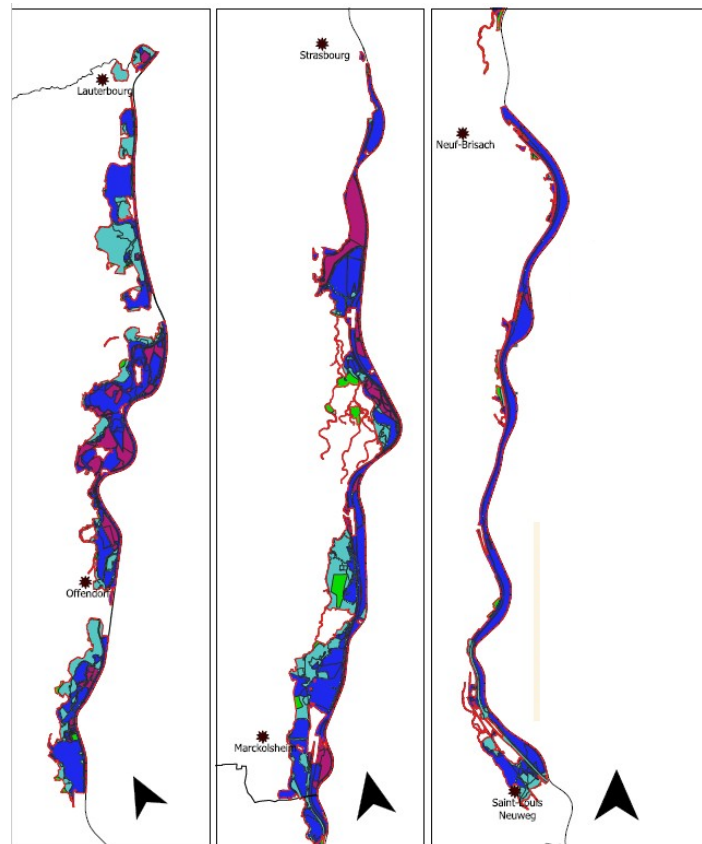 Lauterbourg
Offendorf
Strasbourg
Marckolsheim
Neuf-Brisach
Saint-Louis
Neuweg